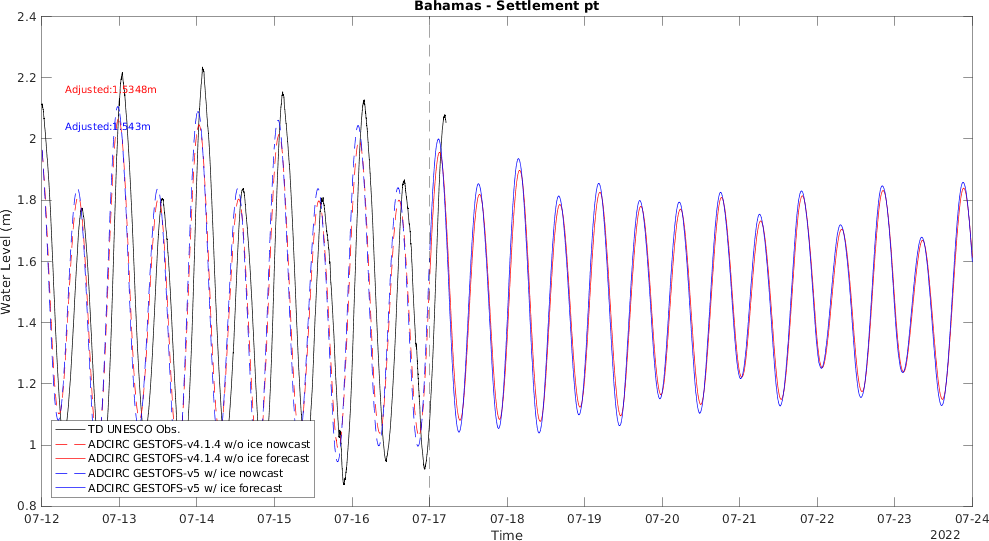 Bahamas - Settlement pt
2.4
2.2
2
1.8
1.6
1.4
1.2
1
0.8
Water Level (m)
Adjusted:1.5348m
Adjusted:1.543m
TD UNESCO Obs.
ADCIRC GESTOFS-v4.1.4 w/o ice nowcast
ADCIRC GESTOFS-v4.1.4 w/o ice forecast
ADCIRC GESTOFS-v5 w/ ice nowcast
ADCIRC GESTOFS-v5 w/ ice forecast
07-12 07-13 07-14 07-15 07-16 07-17 07-18 07-19 07-20 07-21 07-22 07-23 07-24
Time
2022